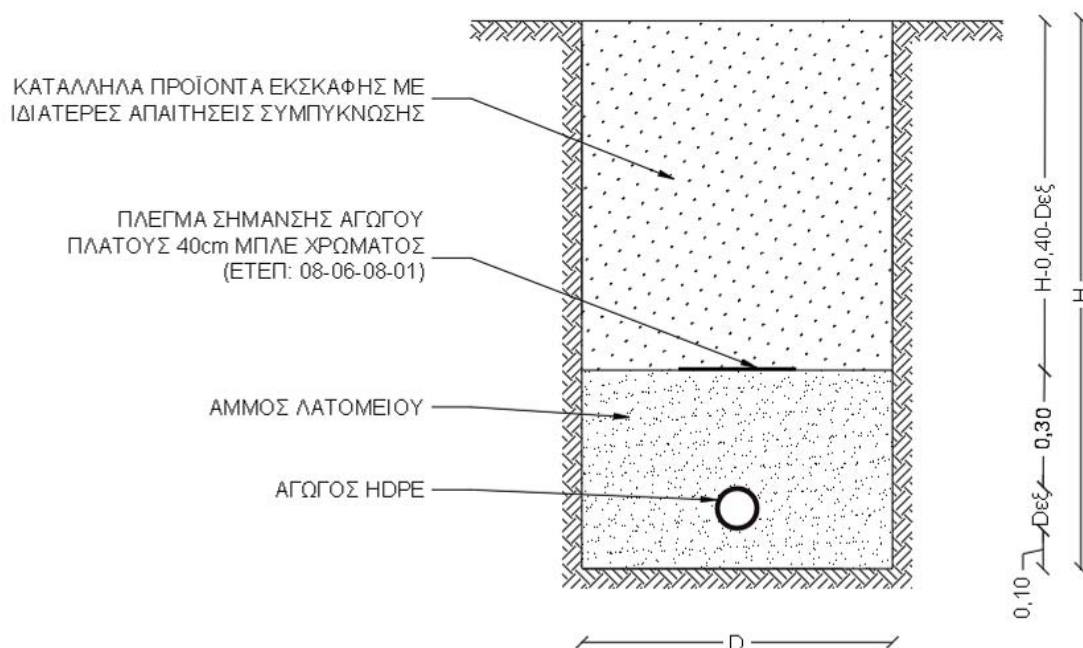 ΚΑΤΑΛΛΗΛΑ ΠΡΟΪΟΝΤΑ ΕΚΣΚΑΦΗΣ ΜΕ
ΙΔΙΑΤΕΡΕΣ ΑΠΑΙΤΗΣΕΙΣ ΣΥΜΠΥΚΝΩΣΗΣ
ΠΛΕΓΜΑ ΣΗΜΑΝΣΗΣ ΑΓΩΓΟΥ
ΠΛΑΤΟΥΣ 40cm ΜΠΛΕ ΧΡΩΜΑΤΟΣ
(ΕΤΕΠ: 08-06-08-01)
ΑΜΜΟΣ ΛΑΤΟΜΕΙΟΥ
ΑΓΩΓΟΣ HDPE
H-0,40-Dεξ
H
0,30
Dεξ
0,10
D